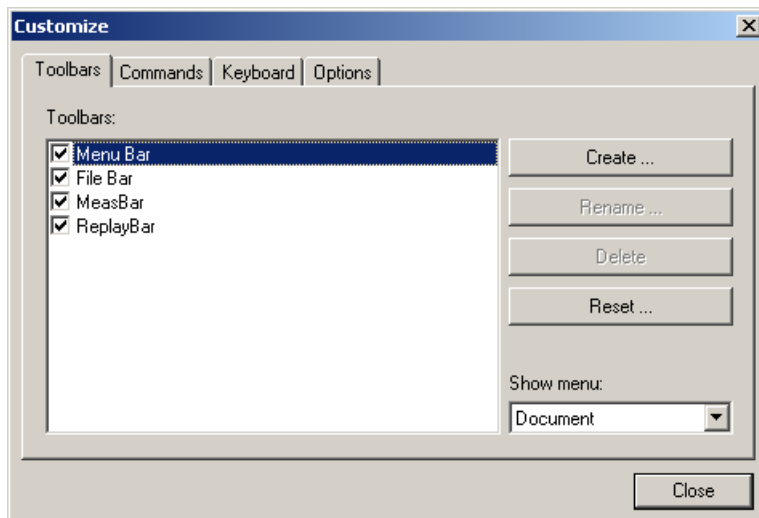 Customize
Toolbars Commands Keyboard Options
Toolbars:
Menu Bar
File Bar
MeasBar
ReplayBar
Create ...
Rename ...
Delete
Reset ...
Show menu:
Document
Close